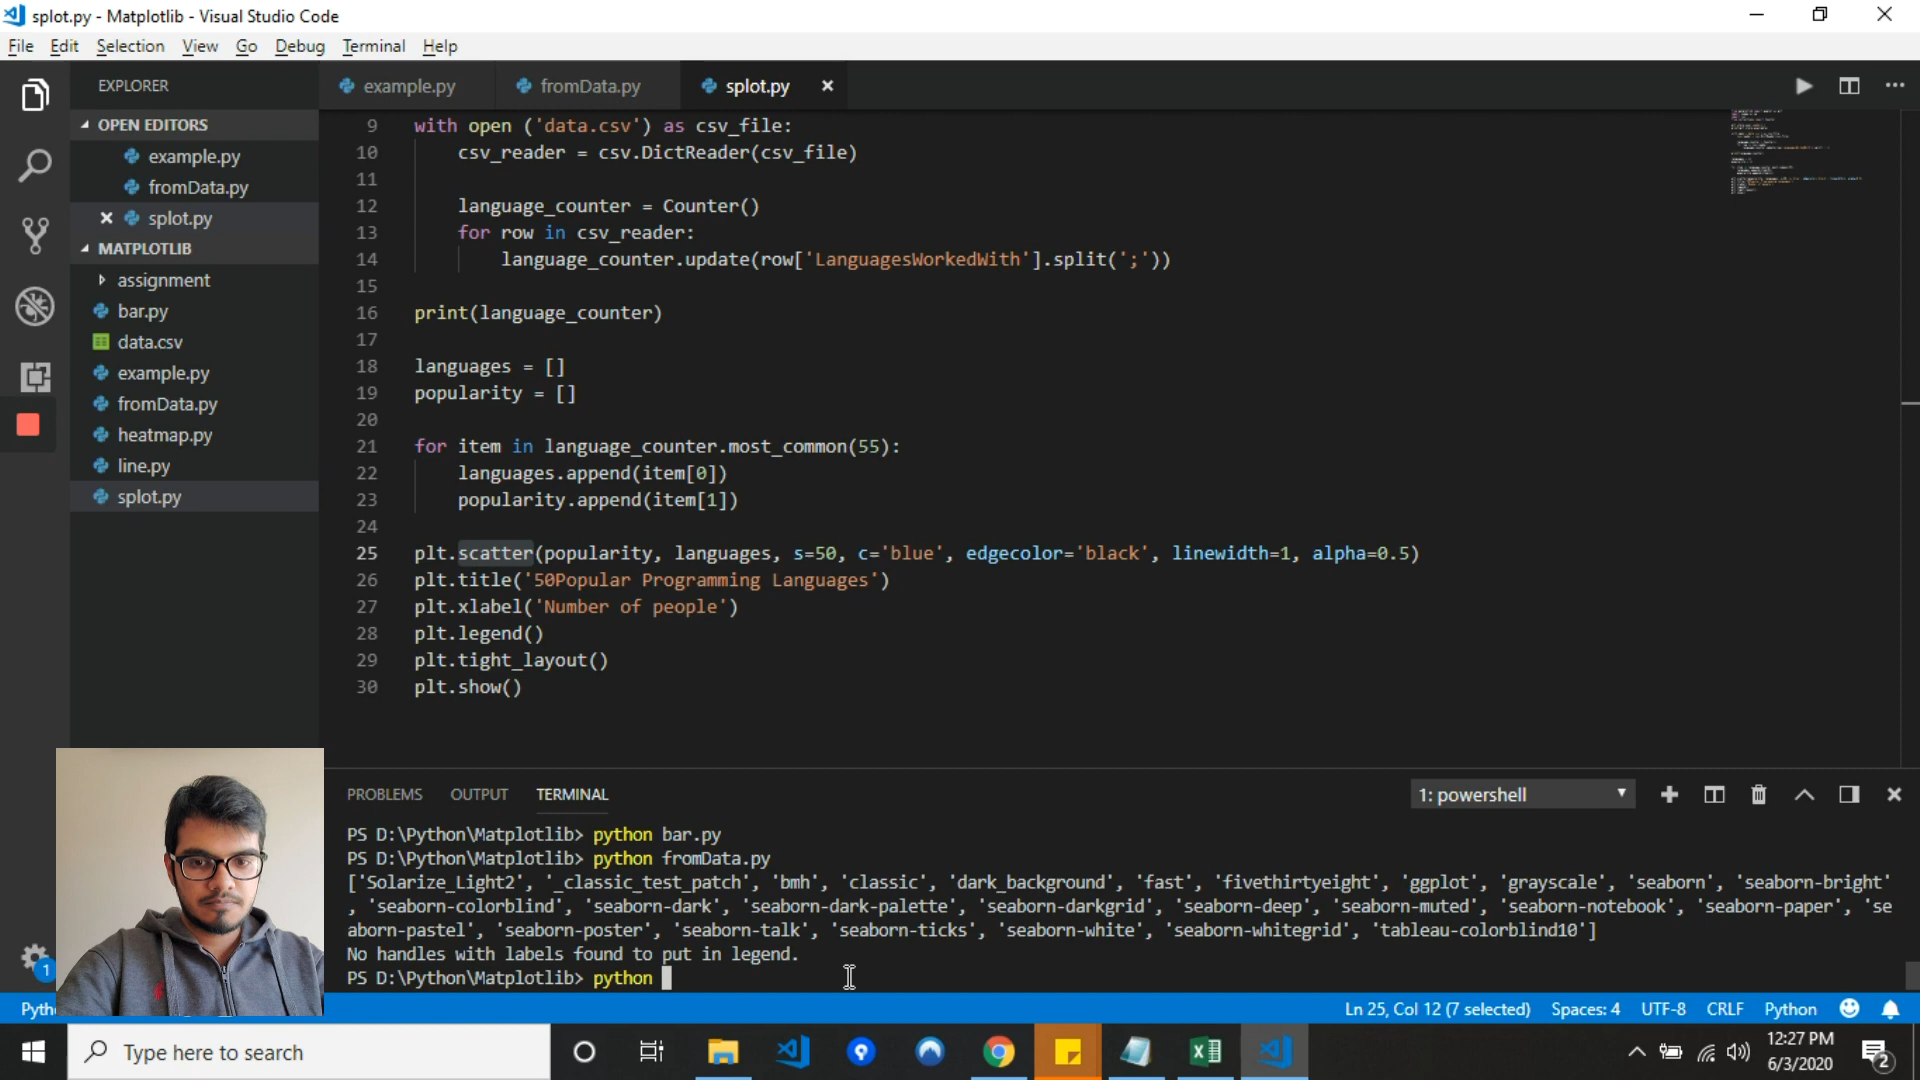 splot.py - Matplotlib - Visual Studio Code
File Edit Selection View Go Debug Terminal Help
EXPLORER
OPEN EDITORS
example.py
fromData.py
splot.py
MATPLOTLIB
assignment
bar.py
data.csv
example.py
fromData.py
heatmap.py
line.py
splot.py
1
example.py fromData.py splot.py
9 with open ('data.csv') as csv_file:
10 csv_reader = csv.DictReader(csv_file)
11
12 language_counter = Counter()
13 for row in csv_reader:
14 language_counter.update(row['LanguagesWorkedWith'].split(';'))
15
16 print(language_counter)
17
18 languages = []
19 popularity = []
20
21 for item in language_counter.most_common(55):
22 languages.append(item[0])
23 popularity.append(item[1])
24
25 plt.scatter(popularity, languages, s=50, c='blue', edgecolor='black', linewidth=1, alpha=0.5)
26 plt.title('50Popular Programming Languages')
27 plt.xlabel('Number of people')
28 plt.legend()
29 plt.tight_layout()
30 plt.show()
PROBLEMS OUTPUT TERMINAL 1: powershell
PS D:\Python\Matplotlib> python bar.py
PS D:\Python\Matplotlib> python fromData.py
['Solarize_Light2', '_classic_test_patch', 'bmh', 'classic', 'dark_background', 'fast', 'fivethirtyeight', 'ggplot', 'grayscale', 'seaborn', 'seaborn-bright'
, 'seaborn-colorblind', 'seaborn-dark', 'seaborn-dark-palette', 'seaborn-darkgrid', 'seaborn-deep', 'seaborn-muted', 'seaborn-notebook', 'seaborn-paper', 'se
aborn-pastel', 'seaborn-poster', 'seaborn-talk', 'seaborn-ticks', 'seaborn-white', 'seaborn-whitegrid', 'tableau-colorblind10']
No handles with labels found to put in legend.
PS D:\Python\Matplotlib> python
Pyth Ln 25, Col 12 (7 selected) Spaces: 4 UTF-8 CRLF Python
Type here to search
12:27 PM
6/3/2020
2